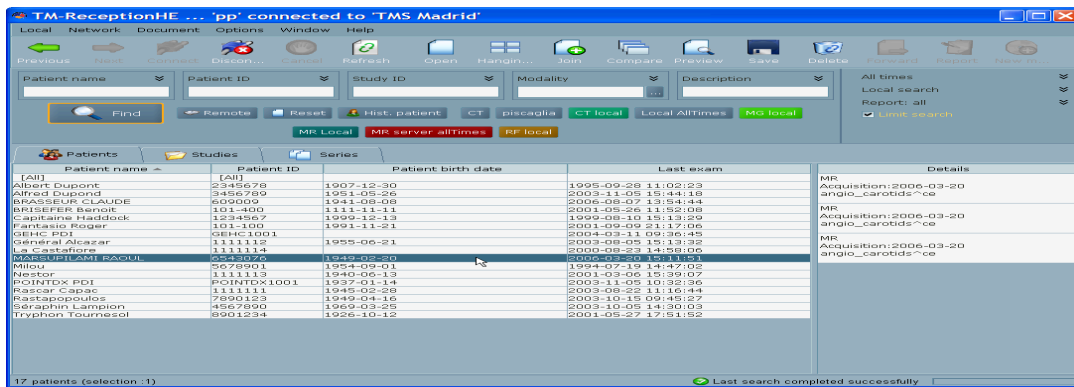 TM-ReceptionHE ... 'pp' connected to 'TMS Madrid'
Local Network Document Options Window Help
Previous Next Connect Discon... Cancel Refresh Open Hangin... Join Compare Preview Save Delete Forward Report New m...
Patient name Patient ID Study ID Modality Description All times
Local search
Report: all
Find Remote Reset Hist. patient CT piscaglia CT local Local AllTimes MG local Limit search
MR Local MR server allTimes RF local
Patients Studies Series
Patient name Patient ID Patient birth date Last exam Details
[All] [All]
Albert Dupont 2345678 1907-12-30 1995-09-28 11:02:23
Alfred Dupond 3456789 1951-05-26 2003-11-05 15:44:18
BRASSEUR CLAUDE 609009 1941-08-08 2006-08-07 13:54:44
BRISEFER Benoit 101-400 1111-11-11 2001-05-26 11:52:08
Capitaine Haddock 1234567 1999-12-13 1999-08-10 15:13:29
Fantasio Roger 101-100 1991-11-21 2001-09-09 21:17:06
GEHC PDI GEHC1001 2004-03-11 09:36:45
Général Alcazar 1111112 1955-06-21 2003-08-05 15:13:32
La Castafiore 1111114 2000-08-23 14:58:06
MARSUPILAMI RAOUL 6543076 1949-02-20 2006-03-20 15:11:51
Milou 5678901 1954-09-01 1994-07-19 14:47:02
Nestor 1111113 1940-06-13 2001-03-06 15:39:07
POINTDX PDI POINTDX1001 1937-01-14 2003-11-05 10:32:36
Rascar Capac 1111111 1945-02-28 2003-08-22 11:16:44
Rastapopoulos 7890123 1949-04-16 2003-10-15 09:45:27
Séraphin Lampion 4567890 1969-03-25 2003-10-05 14:30:03
Tryphon Tournesol 8901234 1926-10-12 2001-05-27 17:51:52
MR
Acquisition:2006-03-20
angio_carotids^ce
MR
Acquisition:2006-03-20
angio_carotids^ce
MR
Acquisition:2006-03-20
angio_carotids^ce
17 patients (selection :1) Last search completed successfully